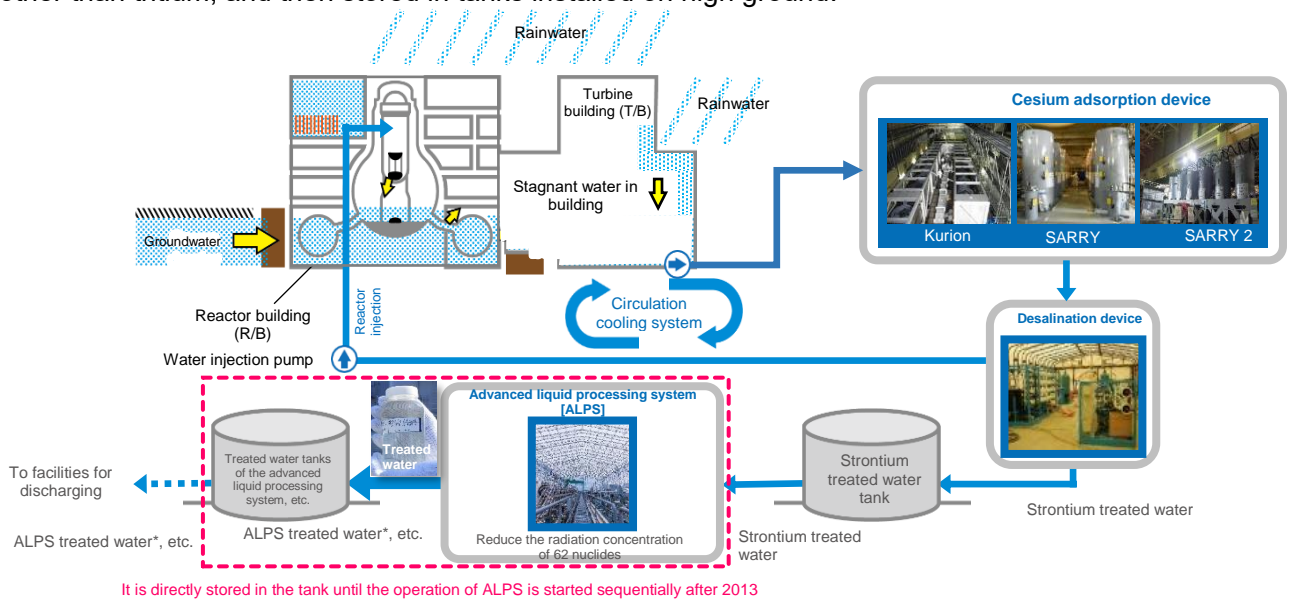 other than tritium, and then stored in tanks installed on high ground.
Rainwater
Turbine
building (T/B)
Rainwater
Cesium adsorption device
Kurion
SARRY
SARRY 2
Stagnant water in
building
Groundwater
Reactor building
(R/B)
Reactor
injection
Circulation
cooling system
Water injection pump
Desalination device
Advanced liquid processing system
[ALPS]
Treated
water
Treated water tanks
of the advanced
liquid processing
system, etc.
Strontium
treated water
tank
To facilities for
discharging
Strontium treated water
ALPS treated water*, etc.
ALPS treated water*, etc.
Reduce the radiation concentration
of 62 nuclides
Strontium treated
water
It is directly stored in the tank until the operation of ALPS is started sequentially after 2013